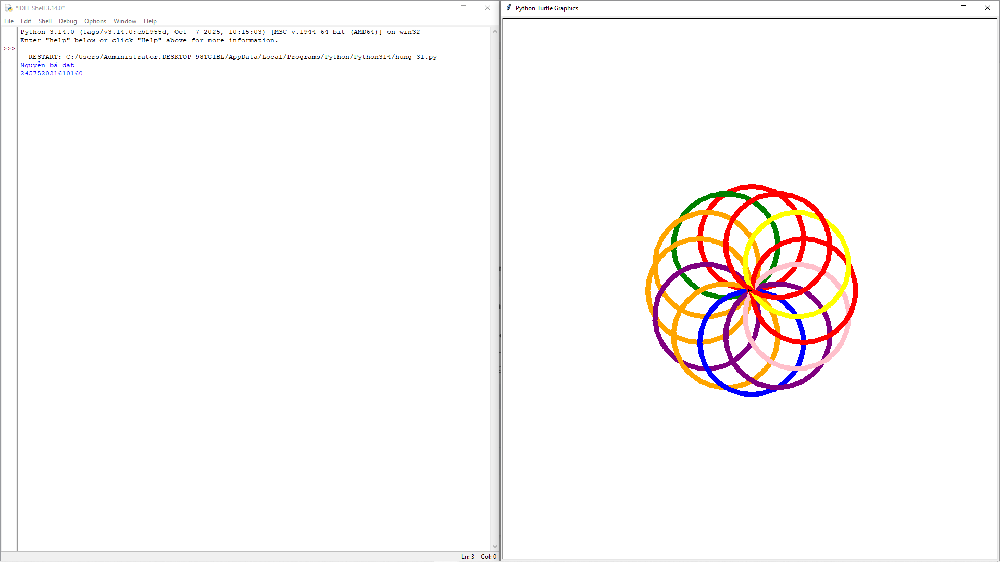 *IDLE Shell 3.14.0*
File Edit Shell Debug Options Window Help
Python 3.14.0 (tags/v3.14.0:ebf955d, Oct  7 2025, 10:15:03) [MSC v.1944 64 bit (AMD64)] on win32
Enter "help" below or click "Help" above for more information.
>>>
= RESTART: C:/Users/Administrator.DESKTOP-98TGIBL/AppData/Local/Programs/Python/Python314/hung 31.py
Nguyễn bá đạt
245752021610160
Ln: 3 Col: 0
Python Turtle Graphics